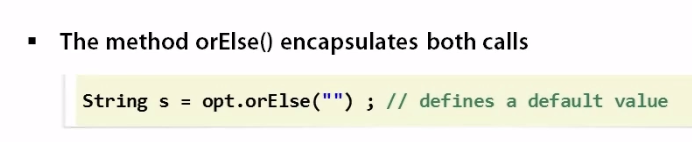 ▪ The method orElse() encapsulates both calls
String s = opt.orElse("") ; // defines a default value